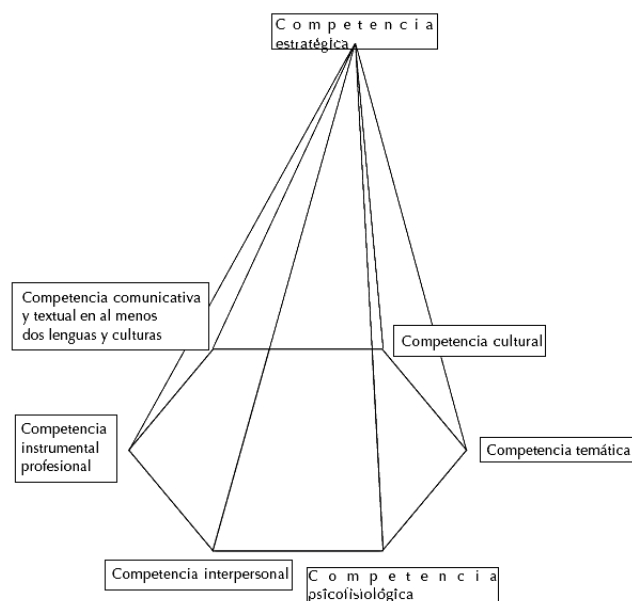 Competencia
estratégica
Competencia comunicativa
y textual en al menos
dos lenguas y culturas
Competencia cultural
Competencia
instrumental
profesional
Competencia temática
Competencia interpersonal
Competencia
psicofisiológica